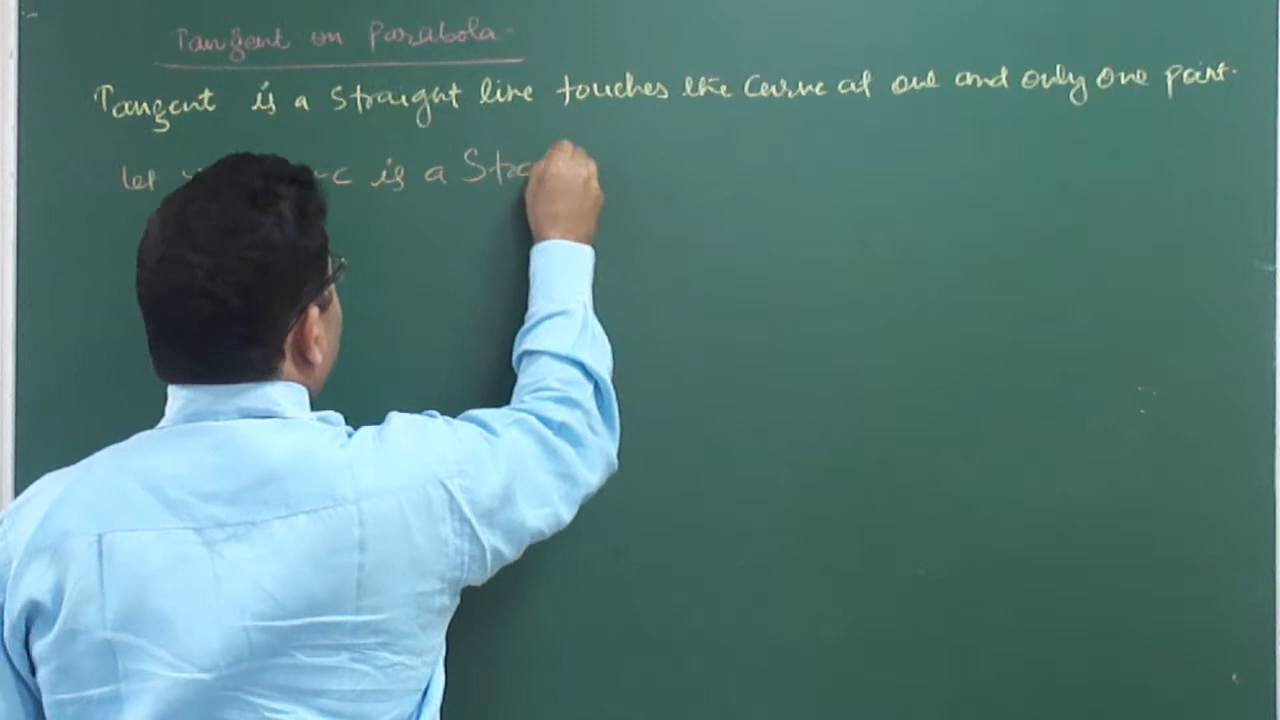 Tangent on Parabola.
Tangent is a straight line touches the curve at one and only one point.
let c is a Stra